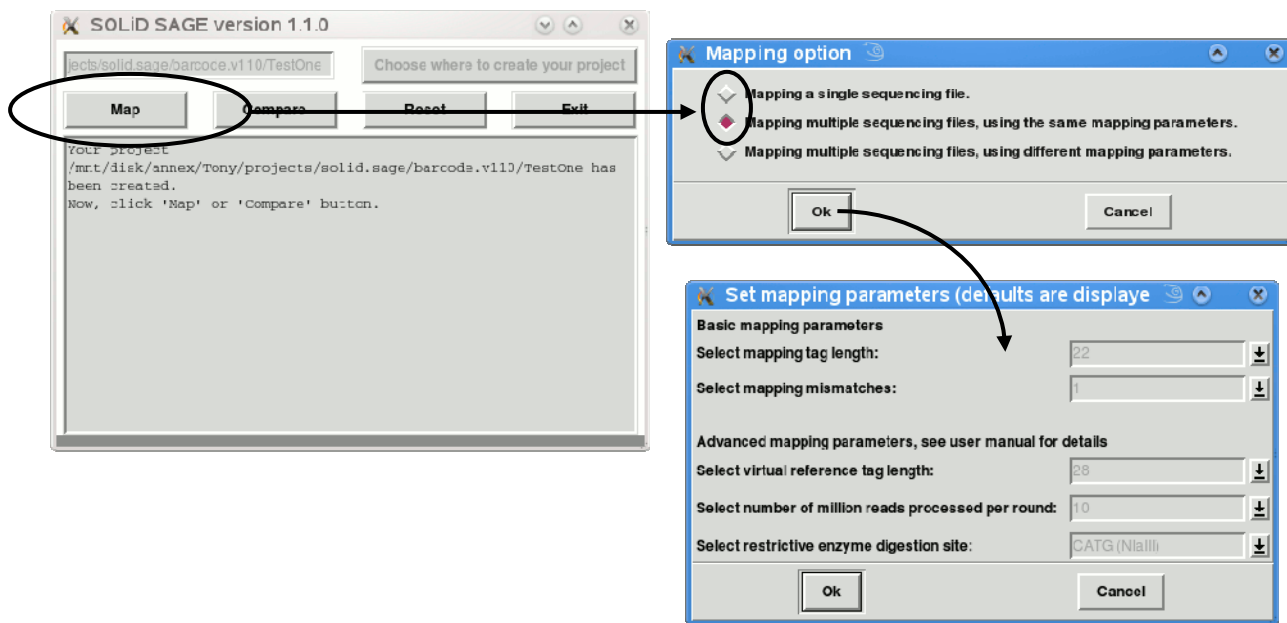 SOLiD SAGE version 1.1.0
jects/solid.sage/barcoce.v110/TestOne
Choose where to create your project
Map Compare Reset Exit
Your project
/mnt/disk/annex/Tony/projects/solid.sage/barcode.v110/TestOne has
been created.
Now, click 'Map' or 'Compare' button.
Mapping option
Mapping a single sequencing file.
Mapping multiple sequencing files, using the same mapping parameters.
Mapping multiple sequencing files, using different mapping parameters.
Ok Cancel
Set mapping parameters (defaults are displaye
Basic mapping parameters
Select mapping tag length: 22
Select mapping mismatches: 1
Advanced mapping parameters, see user manual for details
Select virtual reference tag length: 28
Select number of million reads processed per round: 10
Select restrictive enzyme digestion site: CATG (NlaIII)
Ok Cancel